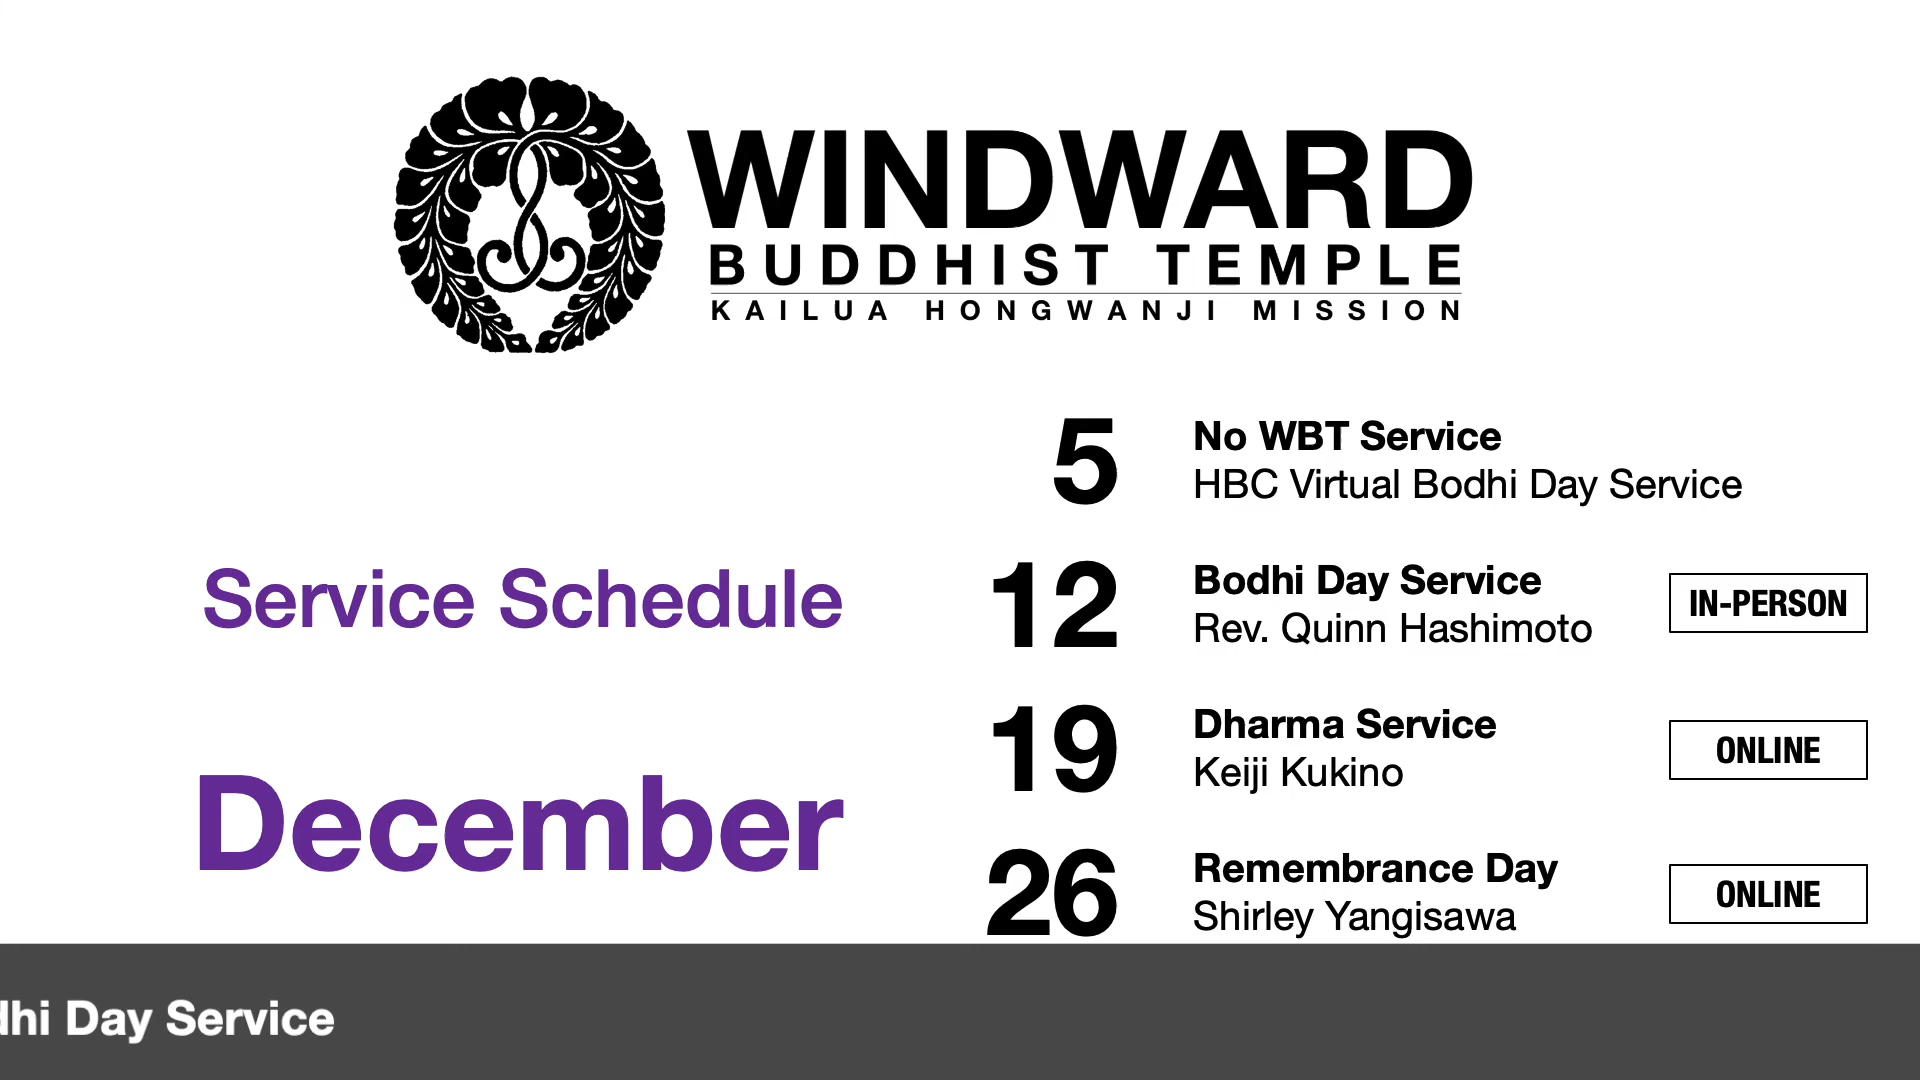 WINDWARD
BUDDHIST TEMPLE
KAILUA HONGWANJI MISSION
Service Schedule
December
5
No WBT Service
HBC Virtual Bodhi Day Service
12
Bodhi Day Service
Rev. Quinn Hashimoto
IN-PERSON
19
Dharma Service
Keiji Kukino
ONLINE
26
Remembrance Day
Shirley Yangisawa
ONLINE
dhi Day Service